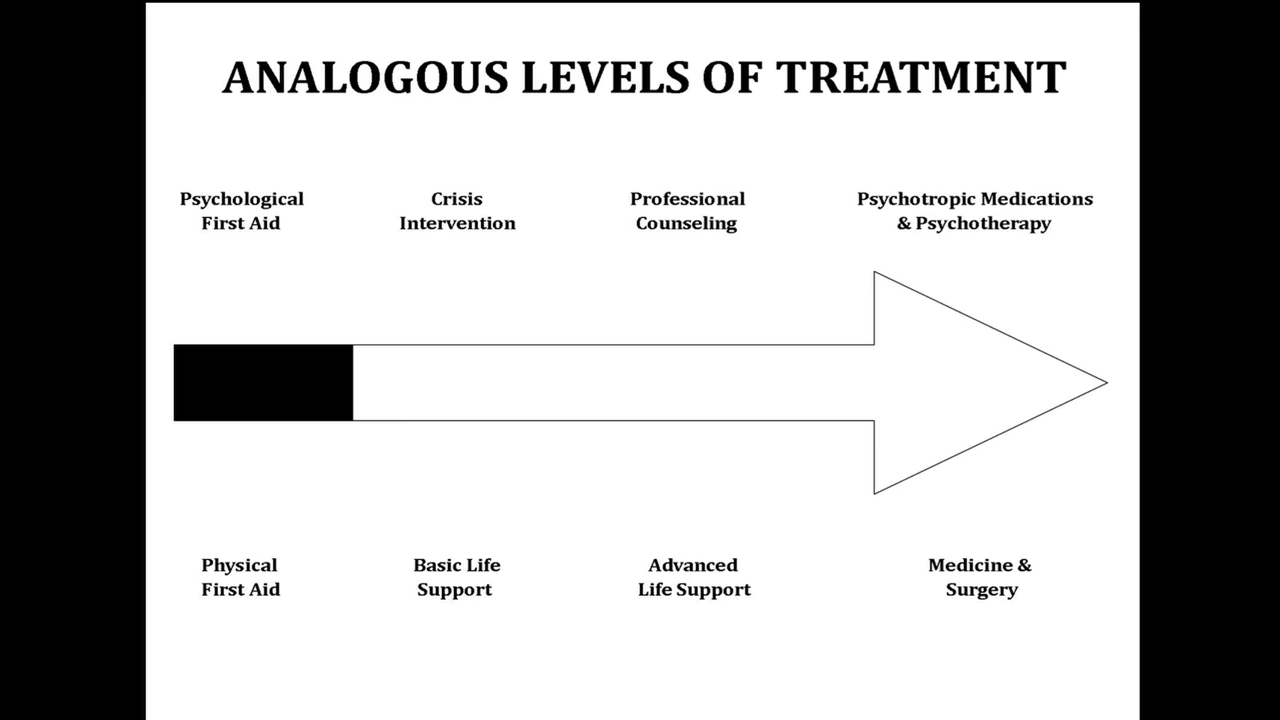 ANALOGOUS LEVELS OF TREATMENT
Psychological
First Aid
Crisis
Intervention
Professional
Counseling
Psychotropic Medications
& Psychotherapy
Physical
First Aid
Basic Life
Support
Advanced
Life Support
Medicine &
Surgery